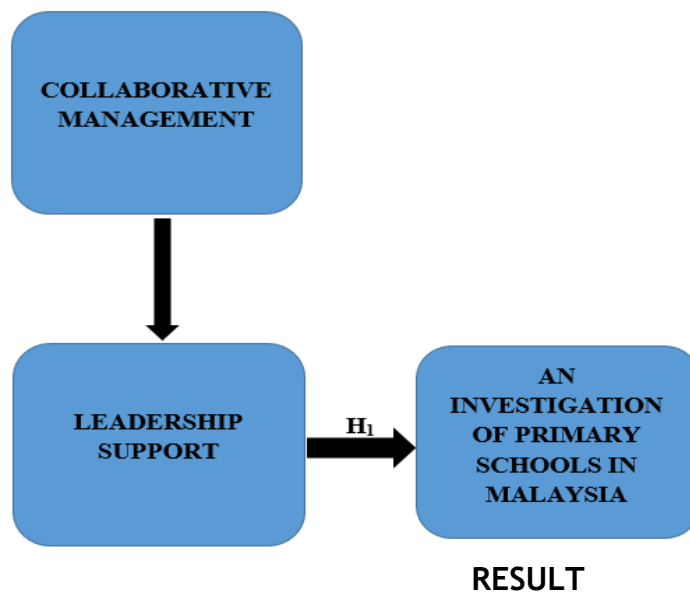 COLLABORATIVE
MANAGEMENT
LEADERSHIP
SUPPORT
H₁
AN
INVESTIGATION
OF PRIMARY
SCHOOLS IN
MALAYSIA
RESULT